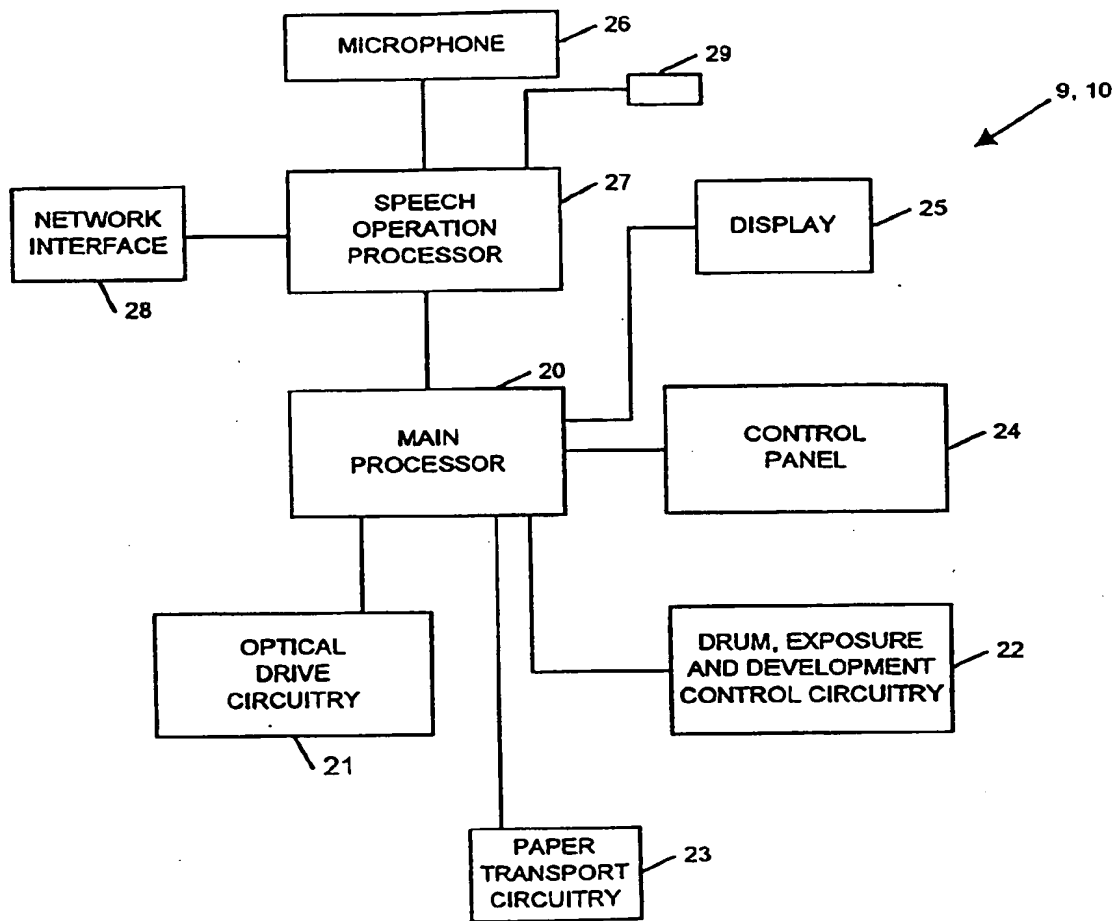 MICROPHONE
26
29
9, 10
SPEECH
OPERATION
PROCESSOR
27
NETWORK
INTERFACE
28
DISPLAY
25
20
MAIN
PROCESSOR
CONTROL
PANEL
24
OPTICAL
DRIVE
CIRCUITRY
21
DRUM, EXPOSURE
AND DEVELOPMENT
CONTROL CIRCUITRY
22
PAPER
TRANSPORT
CIRCUITRY
23